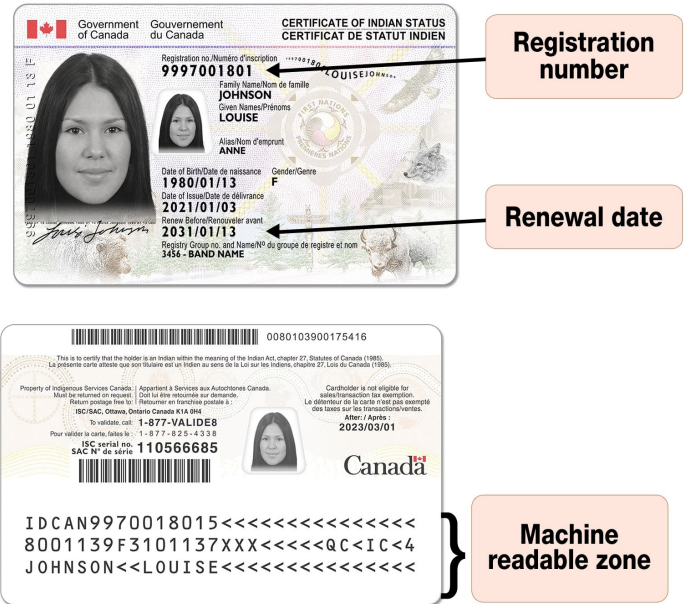 Government
of Canada
Gouvernement
du Canada
CERTIFICATE OF INDIAN STATUS
CERTIFICAT DE STATUT INDIEN
Registration no./Numéro d'inscription
9997001801
Family Name/Nom de famille
JOHNSON
Given Names/Prénoms
LOUISE
Alias/Nom d'emprunt
ANNE
Date of Birth/Date de naissance Gender/Genre
1980/01/13 F
Date of Issue/Date de délivrance
2021/01/03
Renew Before/Renouveler avant
2031/01/13
Registry Group no. and Name/Nº du groupe de registre et nom
3456 - BAND NAME
Louise Johnson
FIRST NATIONS
PREMIÈRES NATIONS
Registration
number
Renewal date
0080103900175416
This is to certify that the holder is an Indian within the meaning of the Indian Act, chapter 27, Statutes of Canada (1985).
La présente carte atteste que son titulaire est un Indien au sens de la Loi sur les Indiens, chapitre 27, Lois du Canada (1985).
Property of Indigenous Services Canada.
Must be returned on request.
Return postage free to:
Appartient à Services aux Autochtones Canada.
Doit lui être retournée sur demande.
Retourner en franchise postale à :
ISC/SAC, Ottawa, Ontario Canada K1A 0H4
To validate, call: 1-877-VALIDE8
Pour valider la carte, faites le : 1-877-825-4338
ISC serial no.
SAC Nº de série
110566685
Cardholder is not eligible for
sales/transaction tax exemption.
Le détenteur de la carte n'est pas exempté
des taxes sur les transactions/ventes.
After: / Après :
2023/03/01
Canada
IDCAN9970018015<<<<<<<<<<<<<<<
8001139F3101137XXX<<<<<QC<IC<4
JOHNSON<<LOUISE<<<<<<<<<<<<<<<
Machine
readable zone